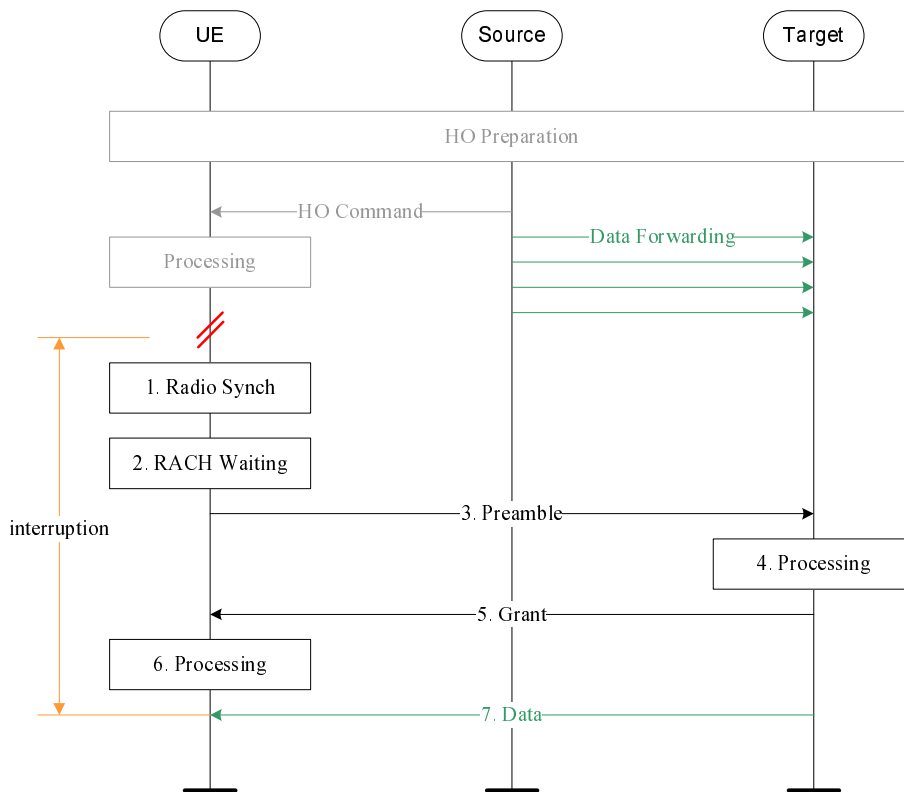 UE
Source
Target
HO Preparation
HO Command
Data Forwarding
Processing
1. Radio Synch
2. RACH Waiting
3. Preamble
interruption
4. Processing
5. Grant
6. Processing
7. Data